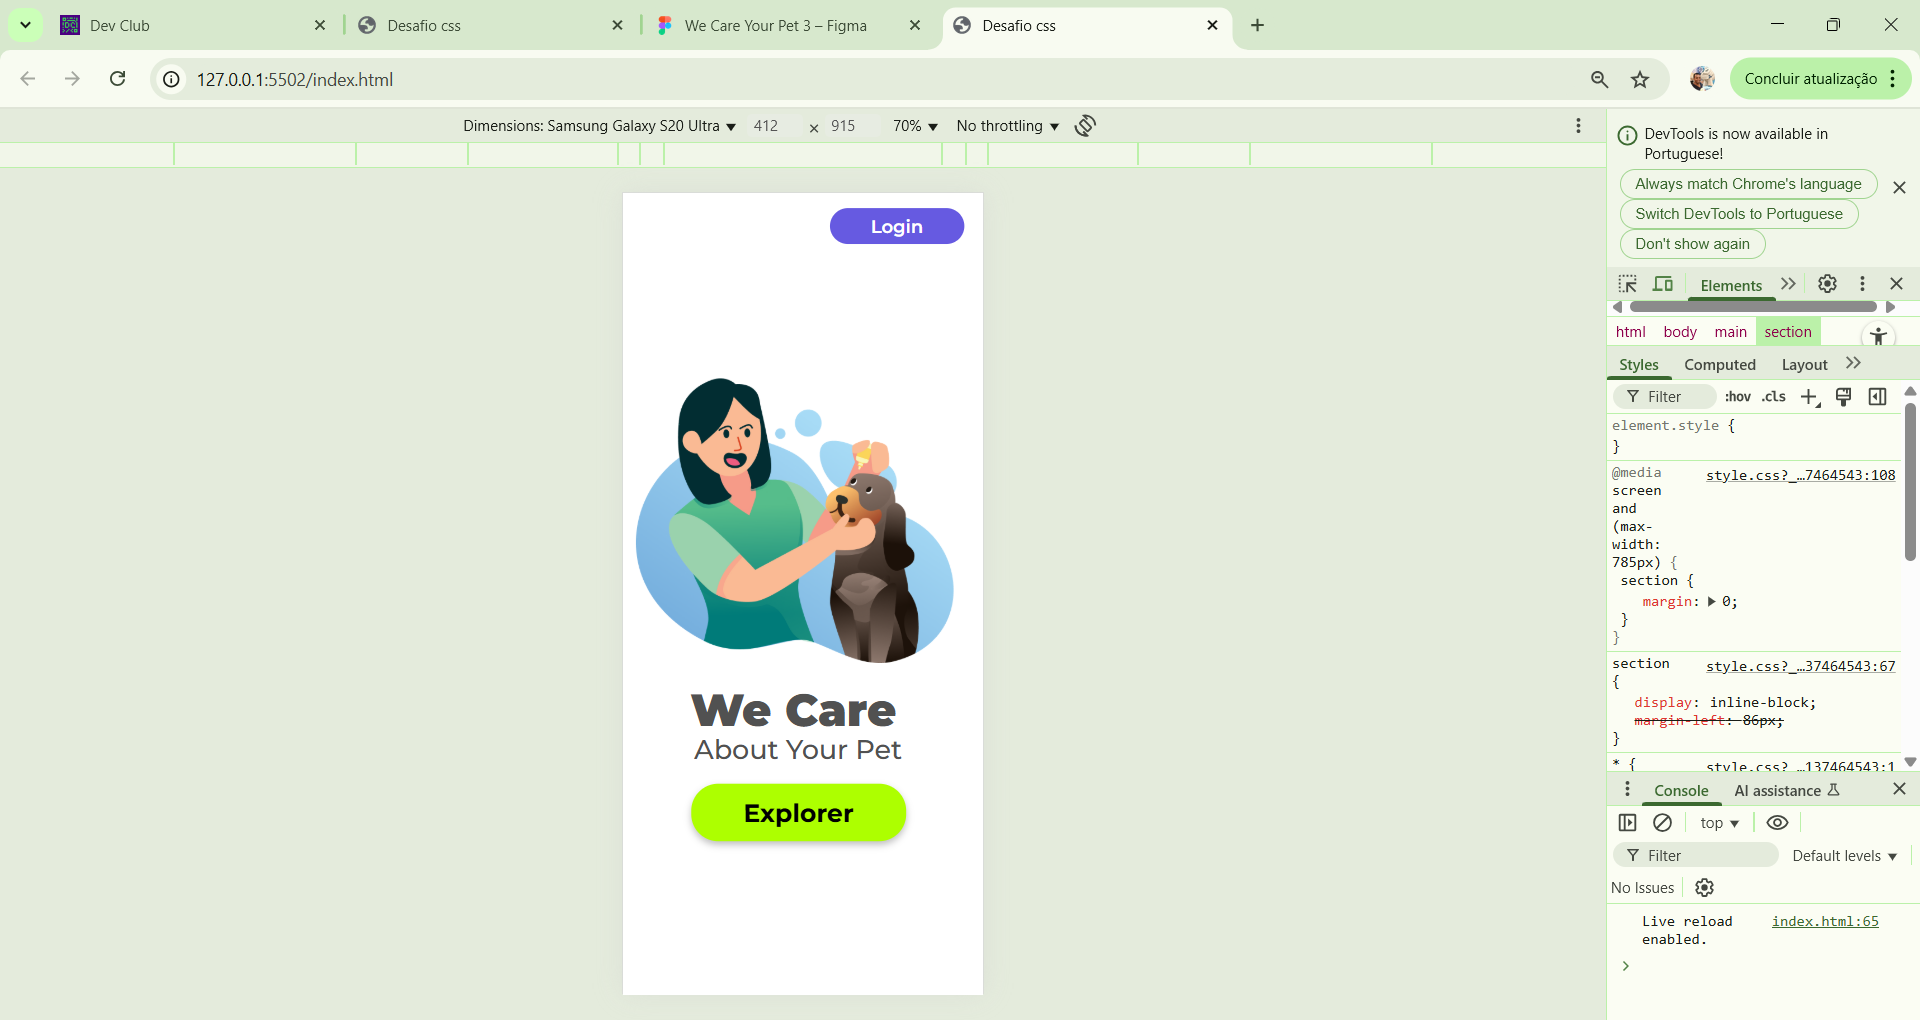 Dev Club
Desafio css
We Care Your Pet 3 – Figma
Desafio css
127.0.0.1:5502/index.html
Concluir atualização
Dimensions: Samsung Galaxy S20 Ultra 412 x 915 70% No throttling
DevTools is now available in
Portuguese!
Always match Chrome's language
Switch DevTools to Portuguese
Don't show again
Login
We Care
About Your Pet
Explorer
Elements
html body main section
Styles Computed Layout
Filter :hov .cls
element.style {
}
@media style.css?_…7464543:108
screen
and
(max-
width:
785px) {
section {
margin: 0;
}
}
section style.css?_…37464543:67
{
display: inline-block;
margin-left: 86px;
}
* { style.css?_…137464543:1
Console AI assistance
top
Filter Default levels
No Issues
Live reload index.html:65
enabled.